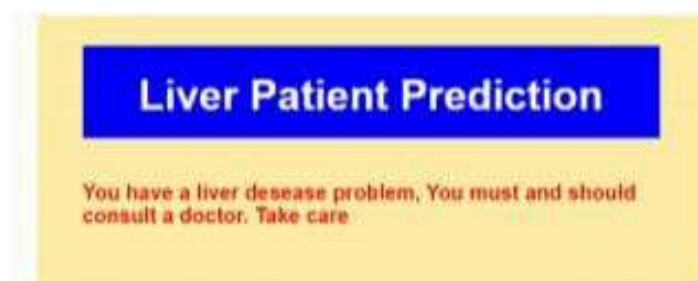 Liver Patient Prediction
You have a liver desease problem, You must and should
consult a doctor. Take care